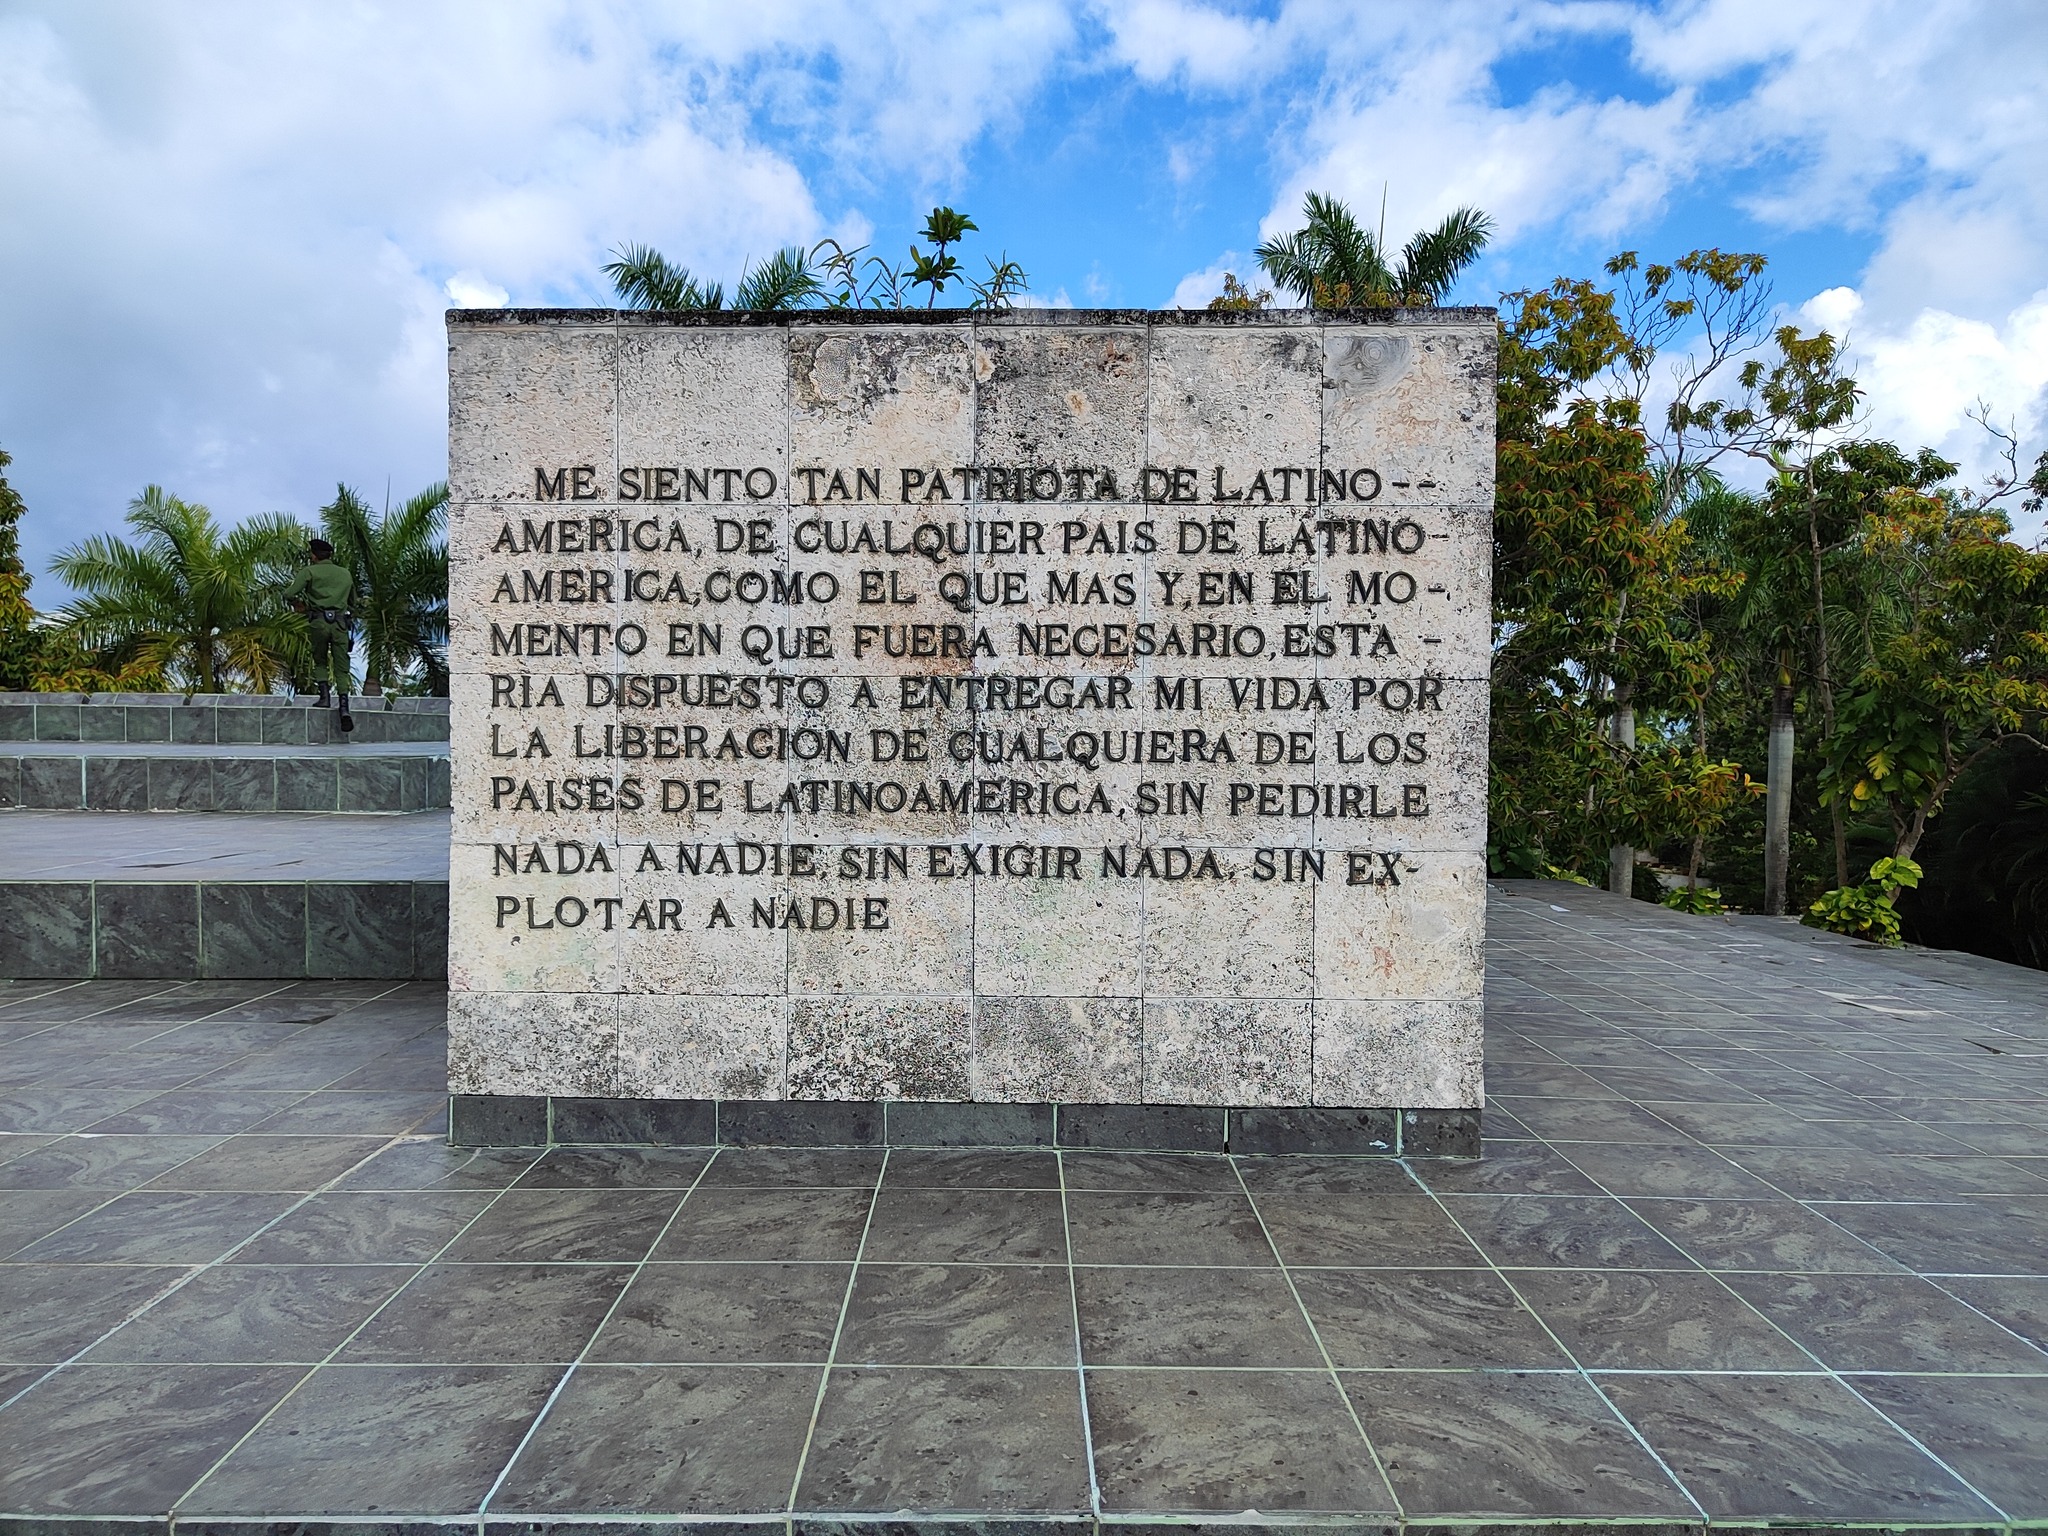 ME SIENTO TAN PATRIOTA DE LATINO--
AMERICA, DE CUALQUIER PAIS DE LATINO-
AMERICA, COMO EL QUE MAS Y, EN EL MO-
MENTO EN QUE FUERA NECESARIO, ESTA -
RIA DISPUESTO A ENTREGAR MI VIDA POR
LA LIBERACIÓN DE CUALQUIERA DE LOS
PAISES DE LATINOAMERICA, SIN PEDIRLE
NADA A NADIE, SIN EXIGIR NADA, SIN EX-
PLOTAR A NADIE